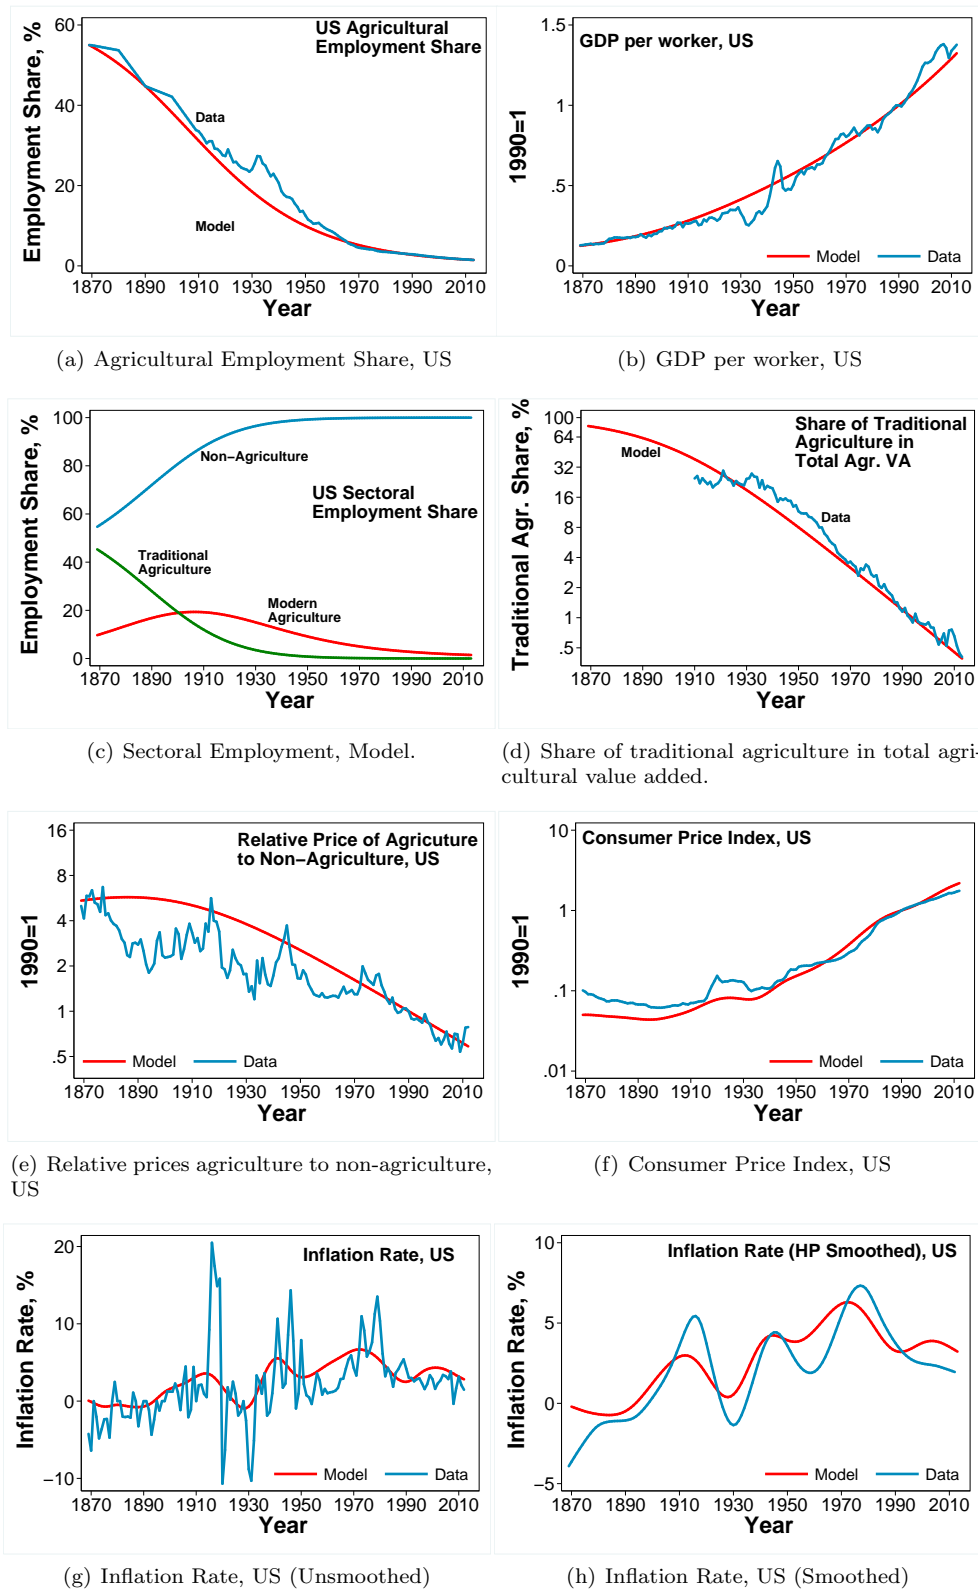 60
40
20
0
Employment Share, %
US Agricultural
Employment Share
Data
Model
1870 1890 1910 1930 1950 1970 1990 2010
Year
(a) Agricultural Employment Share, US
1.5
1
.5
0
1990=1
GDP per worker, US
Model Data
1870 1890 1910 1930 1950 1970 1990 2010
Year
(b) GDP per worker, US
100
80
60
40
20
0
Employment Share, %
Non−Agriculture
US Sectoral
Employment Share
Traditional
Agriculture
Modern
Agriculture
1870 1890 1910 1930 1950 1970 1990 2010
Year
(c) Sectoral Employment, Model.
100
64
32
16
8
4
2
1
.5
Traditional Agr. Share, %
Share of Traditional
Agriculture in
Total Agr. VA
Model
Data
1870 1890 1910 1930 1950 1970 1990 2010
Year
(d) Share of traditional agriculture in total agri-
cultural value added.
16
8
4
2
1
.5
1990=1
Relative Price of Agricuture
to Non−Agriculture, US
Model Data
1870 1890 1910 1930 1950 1970 1990 2010
Year
(e) Relative prices agriculture to non-agriculture,
US
10
1
.1
.01
1990=1
Consumer Price Index, US
Model Data
1870 1890 1910 1930 1950 1970 1990 2010
Year
(f) Consumer Price Index, US
20
10
0
−10
Inflation Rate, %
Inflation Rate, US
Model Data
1870 1890 1910 1930 1950 1970 1990 2010
Year
(g) Inflation Rate, US (Unsmoothed)
10
5
0
−5
Inflation Rate, %
Inflation Rate (HP Smoothed), US
Model Data
1870 1890 1910 1930 1950 1970 1990 2010
Year
(h) Inflation Rate, US (Smoothed)